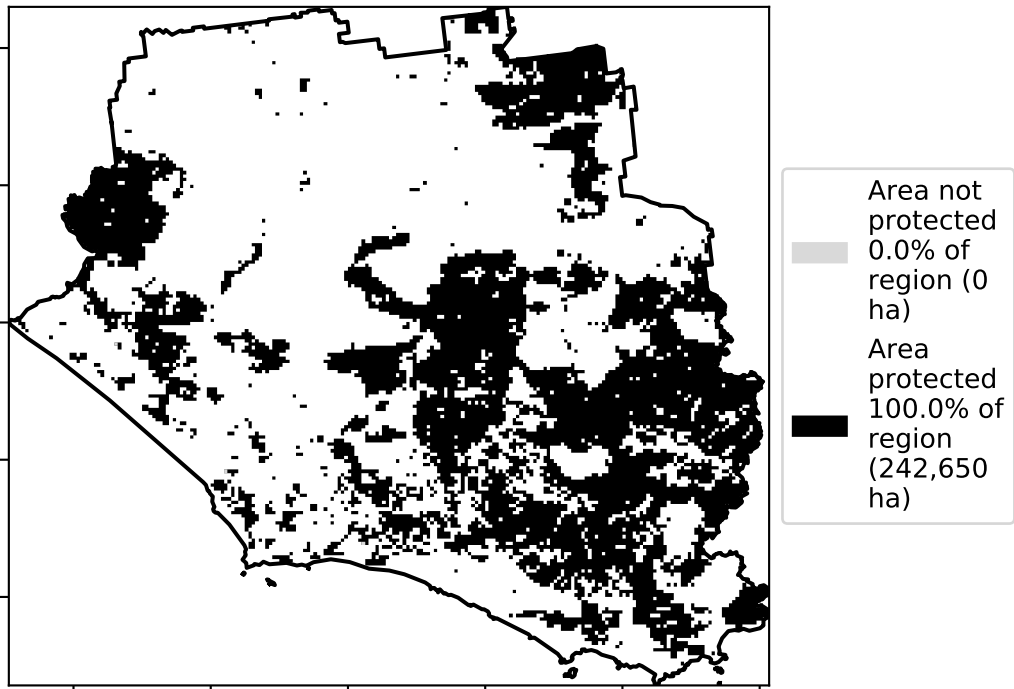 Area not
protected
0.0% of
region (0
ha)
Area
protected
100.0% of
region
(242,650
ha)